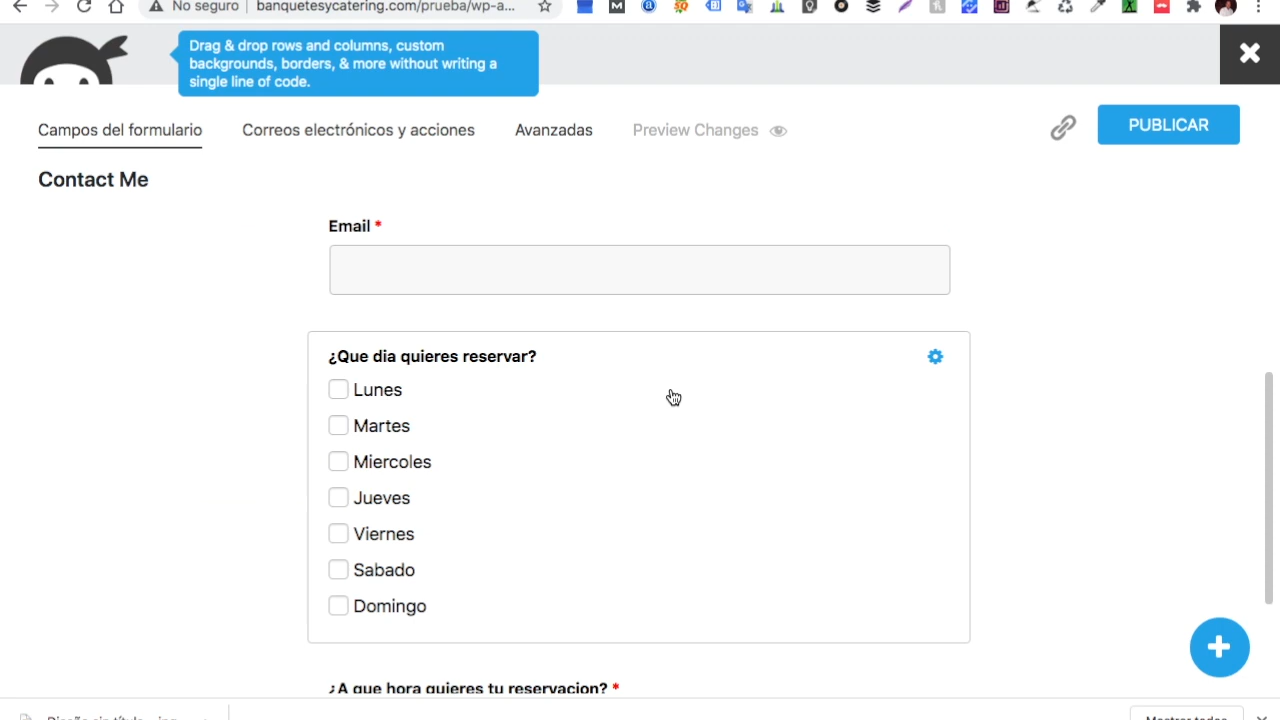 No seguro
banquetesycatering.com/prueba/wp-a...
Drag & drop rows and columns, custom
backgrounds, borders, & more without writing a
single line of code.
Campos del formulario
Correos electrónicos y acciones
Avanzadas
Preview Changes
PUBLICAR
Contact Me
Email *
¿Que dia quieres reservar?
Lunes
Martes
Miercoles
Jueves
Viernes
Sabado
Domingo
¿A que hora quieres tu reservacion? *
Mostrar todos